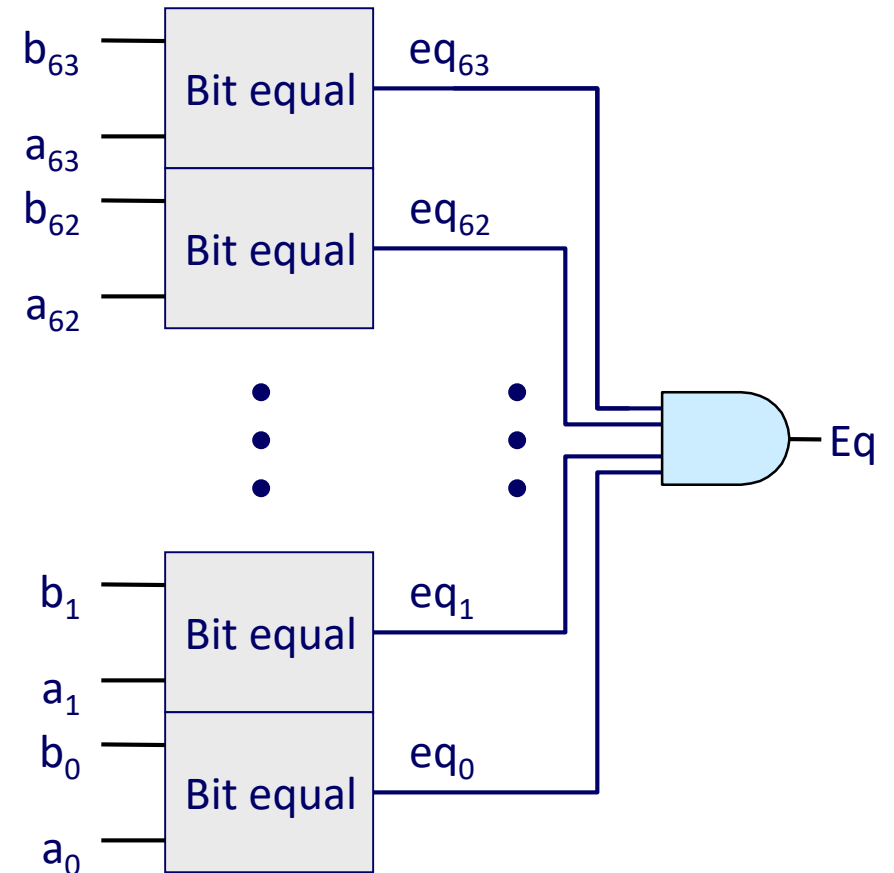 b₆₃
Bit equal
eq₆₃
a₆₃
b₆₂
Bit equal
eq₆₂
a₆₂
Eq
b₁
Bit equal
eq₁
a₁
b₀
Bit equal
eq₀
a₀